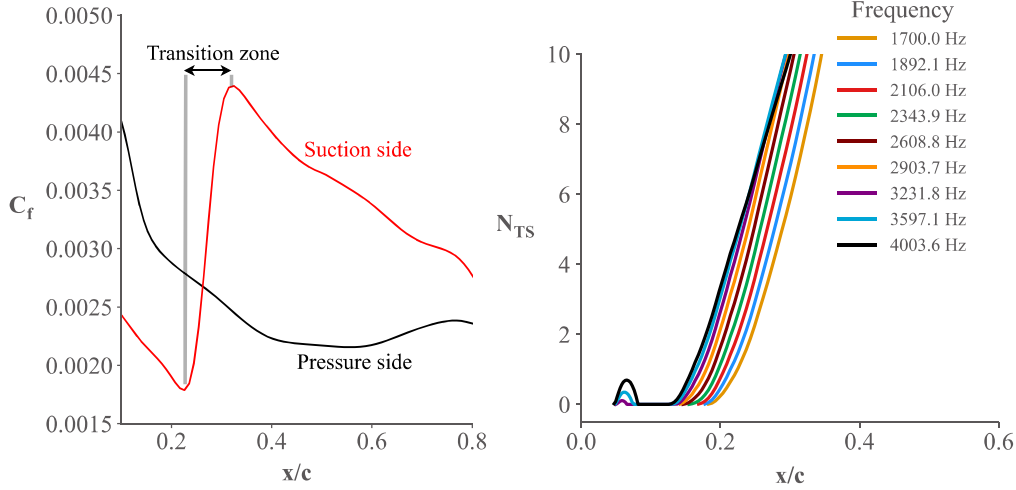 0.0050
0.0045
0.0040
0.0035
0.0030
0.0025
0.0020
0.0015
C_f
Transition zone
Suction side
Pressure side
0.2
0.4
0.6
0.8
x/c
10
8
6
4
2
0
N_TS
0.0
0.2
0.4
0.6
x/c
Frequency
1700.0 Hz
1892.1 Hz
2106.0 Hz
2343.9 Hz
2608.8 Hz
2903.7 Hz
3231.8 Hz
3597.1 Hz
4003.6 Hz